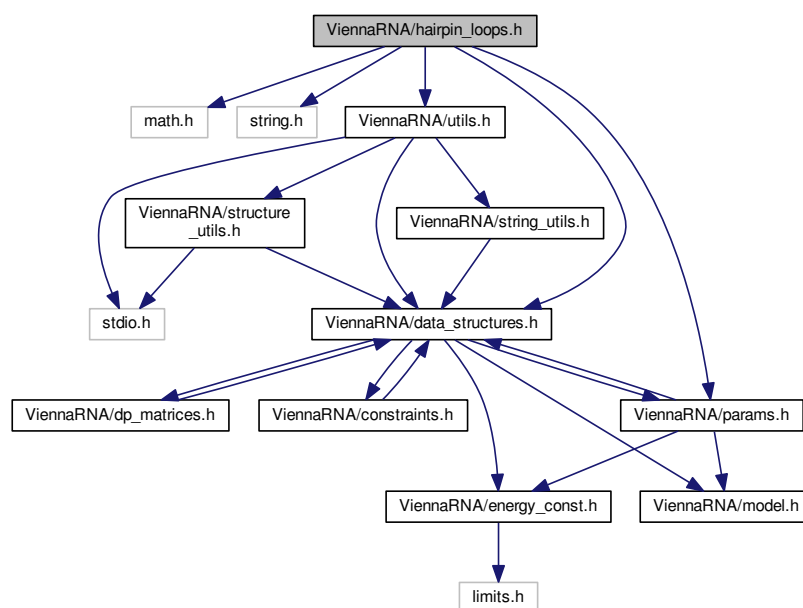 ViennaRNA/hairpin_loops.h
math.h
string.h
ViennaRNA/utils.h
ViennaRNA/structure
_utils.h
ViennaRNA/string_utils.h
stdio.h
ViennaRNA/data_structures.h
ViennaRNA/dp_matrices.h
ViennaRNA/constraints.h
ViennaRNA/params.h
ViennaRNA/energy_const.h
ViennaRNA/model.h
limits.h